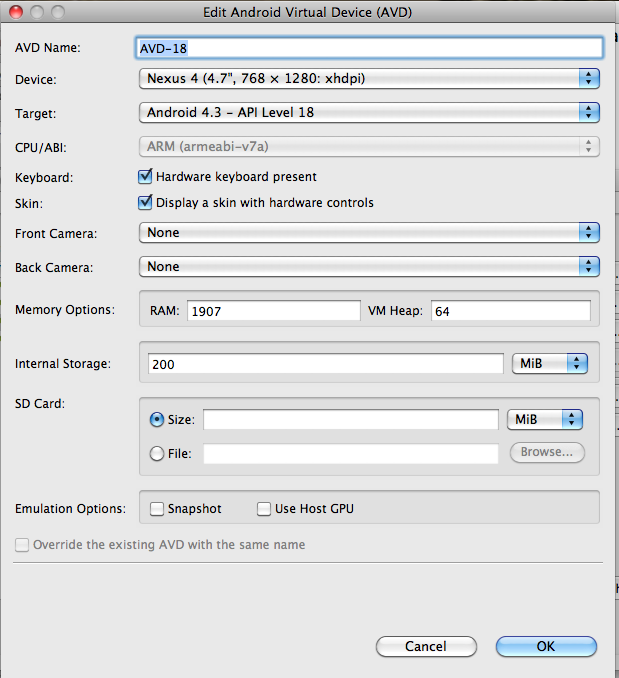 Edit Android Virtual Device (AVD)
AVD Name: AVD-18
Device: Nexus 4 (4.7", 768 × 1280: xhdpi)
Target: Android 4.3 - API Level 18
CPU/ABI: ARM (armeabi-v7a)
Keyboard: Hardware keyboard present
Skin: Display a skin with hardware controls
Front Camera: None
Back Camera: None
Memory Options: RAM: 1907 VM Heap: 64
Internal Storage: 200 MiB
SD Card:
Size: MiB
File: Browse...
Emulation Options: Snapshot Use Host GPU
Override the existing AVD with the same name
Cancel OK